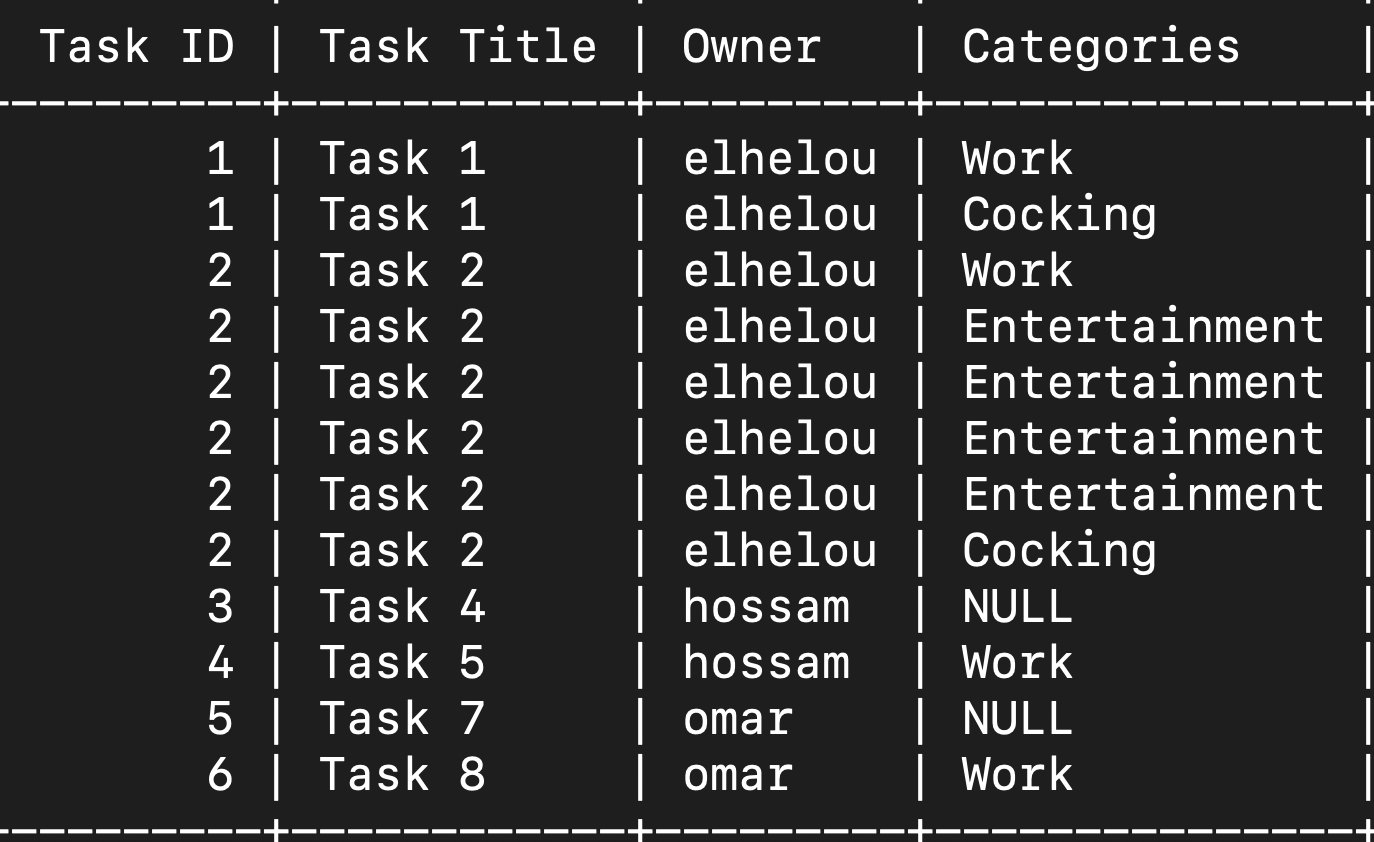 Task ID | Task Title | Owner | Categories |
1 | Task 1 | elhelou | Work |
1 | Task 1 | elhelou | Cocking |
2 | Task 2 | elhelou | Work |
2 | Task 2 | elhelou | Entertainment |
2 | Task 2 | elhelou | Entertainment |
2 | Task 2 | elhelou | Entertainment |
2 | Task 2 | elhelou | Entertainment |
2 | Task 2 | elhelou | Cocking |
3 | Task 4 | hossam | NULL |
4 | Task 5 | hossam | Work |
5 | Task 7 | omar | NULL |
6 | Task 8 | omar | Work |